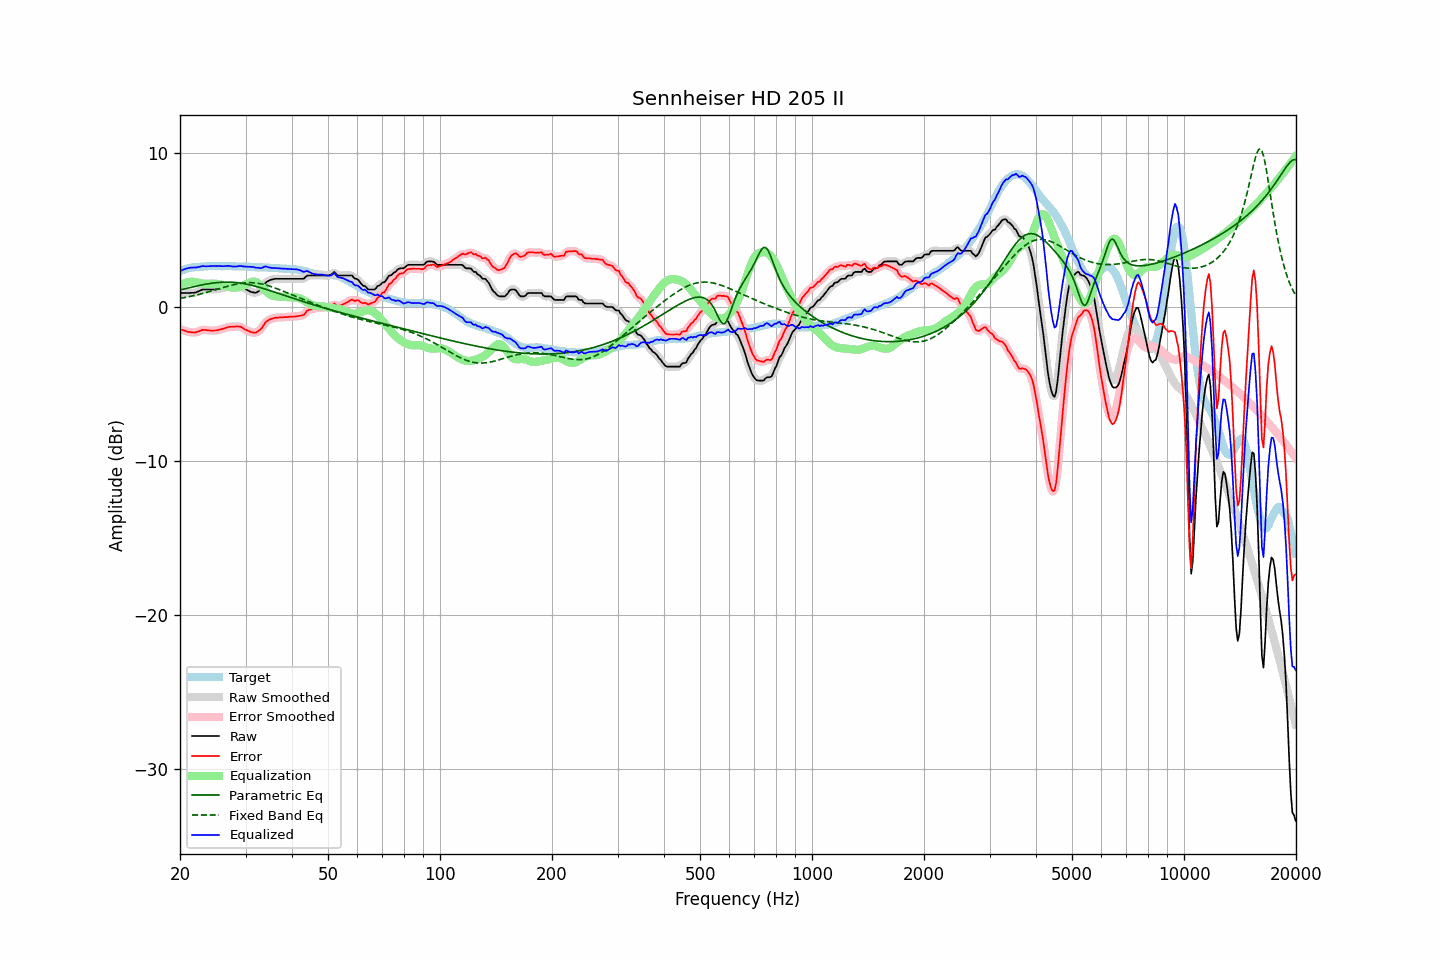 Sennheiser HD 205 II
10
0
−10
−20
−30
Amplitude (dBr)
Target
Raw Smoothed
Error Smoothed
Raw
Error
Equalization
Parametric Eq
Fixed Band Eq
Equalized
20 50 100 200 500 1000 2000 5000 10000 20000
Frequency (Hz)